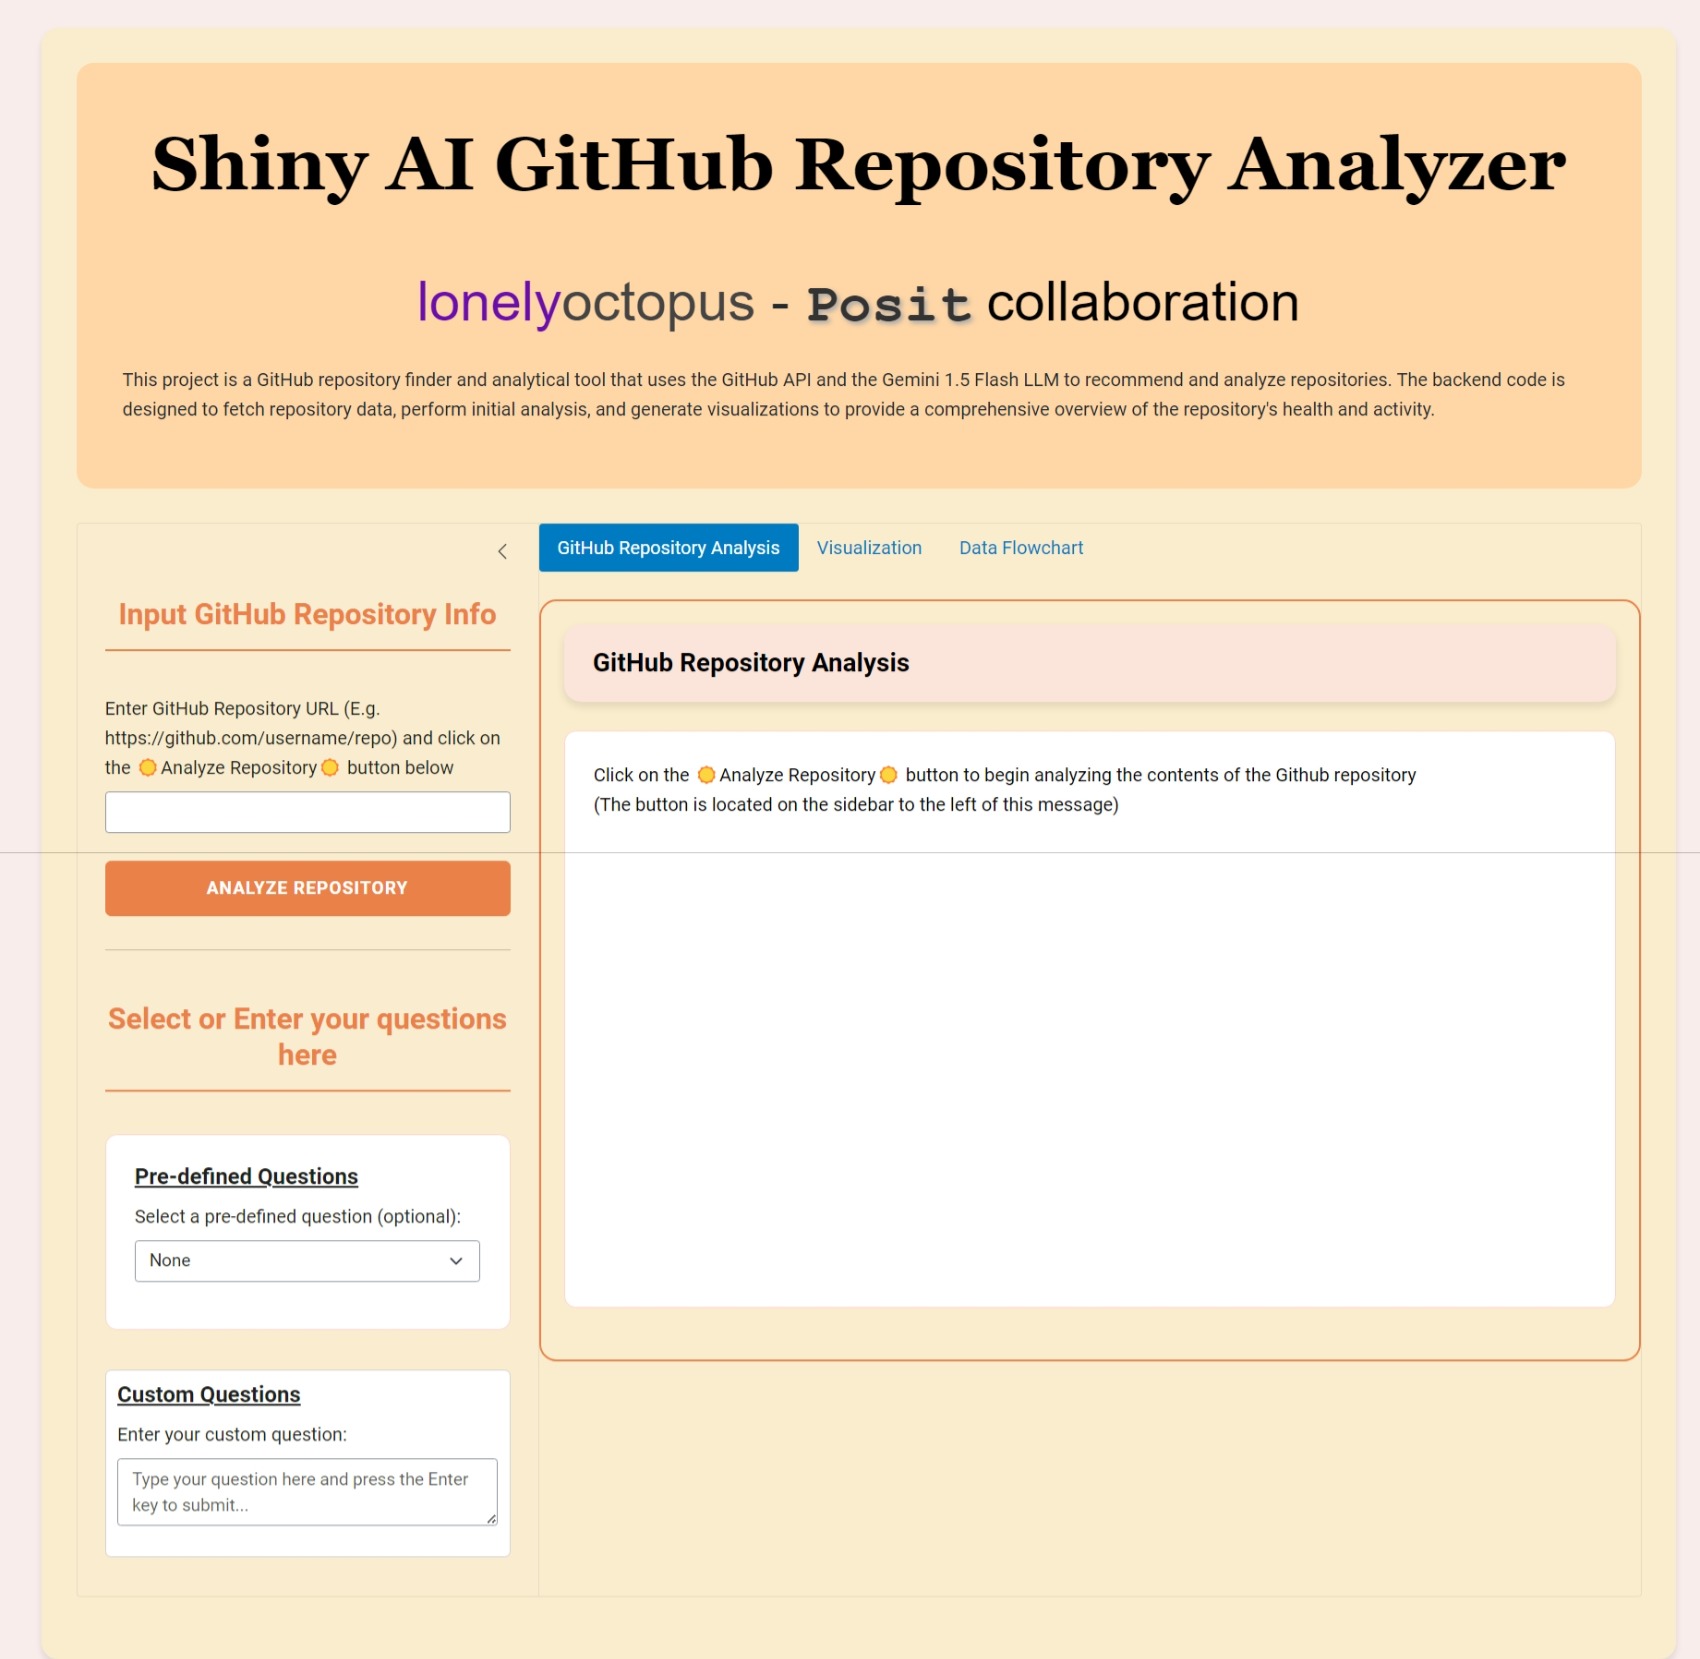 Shiny AI GitHub Repository Analyzer
lonelyoctopus - Posit collaboration
This project is a GitHub repository finder and analytical tool that uses the GitHub API and the Gemini 1.5 Flash LLM to recommend and analyze repositories. The backend code is
designed to fetch repository data, perform initial analysis, and generate visualizations to provide a comprehensive overview of the repository's health and activity.
Input GitHub Repository Info
Enter GitHub Repository URL (E.g.
https://github.com/username/repo) and click on
the Analyze Repository button below
ANALYZE REPOSITORY
Select or Enter your questions
here
Pre-defined Questions
Select a pre-defined question (optional):
None
Custom Questions
Enter your custom question:
Type your question here and press the Enter
key to submit...
GitHub Repository Analysis Visualization Data Flowchart
GitHub Repository Analysis
Click on the Analyze Repository button to begin analyzing the contents of the Github repository
(The button is located on the sidebar to the left of this message)